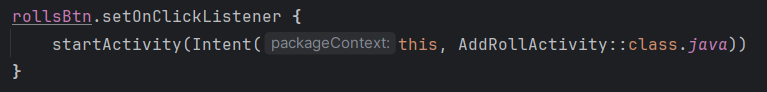 rollsBtn.setOnClickListener {
startActivity(Intent( packageContext: this, AddRollActivity::class.java))
}